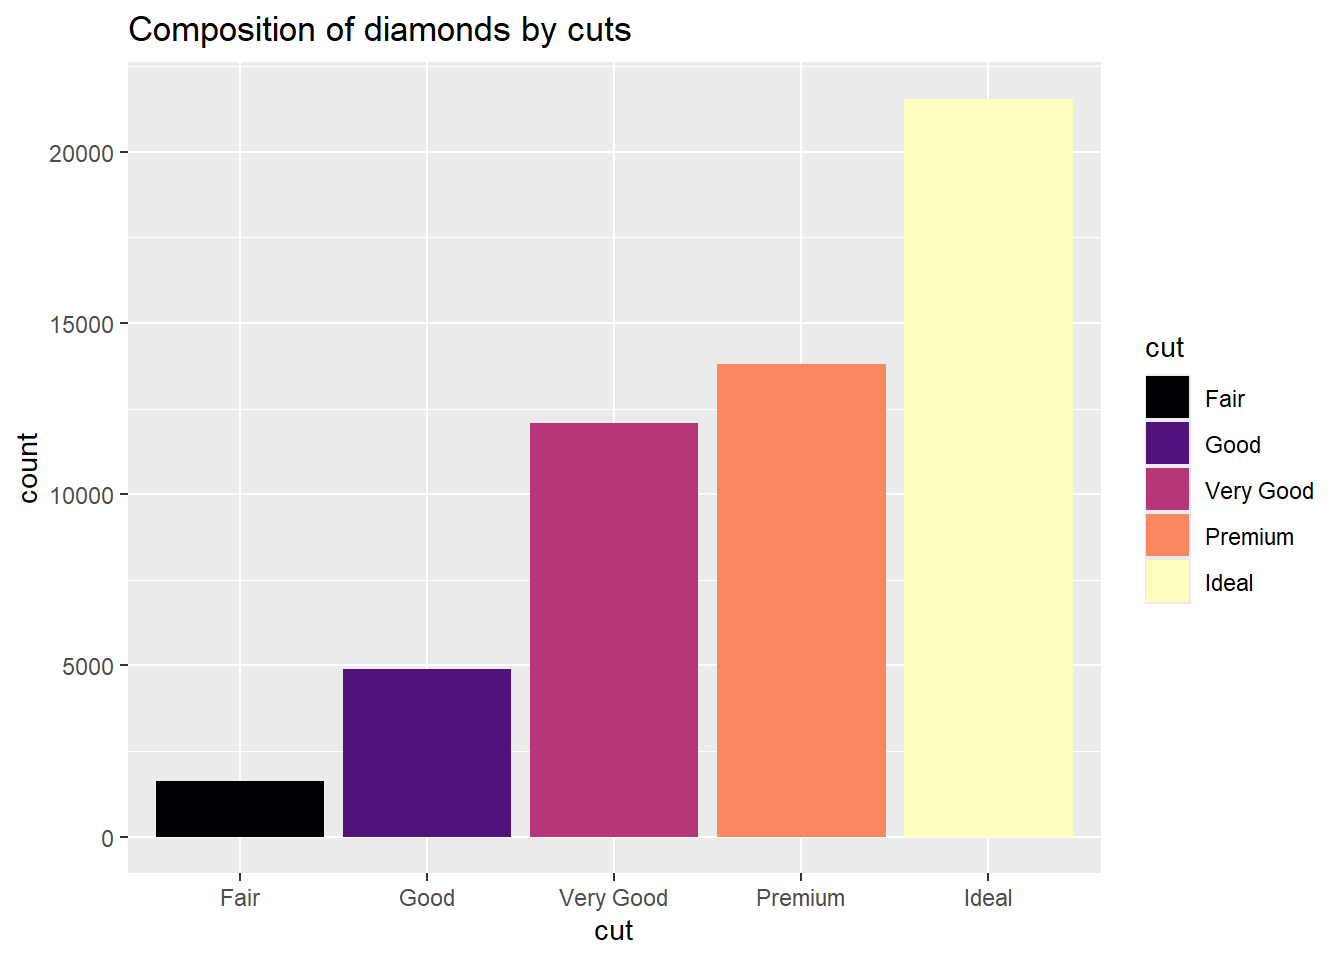 Composition of diamonds by cuts
count
20000
15000
10000
5000
0
Fair Good Very Good Premium Ideal
cut
cut
Fair
Good
Very Good
Premium
Ideal